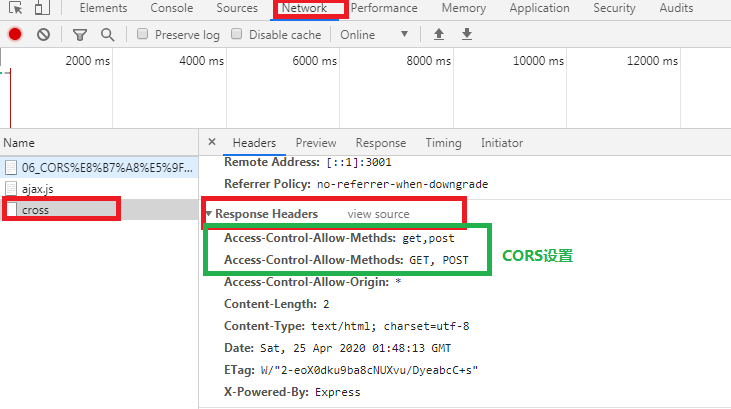 Elements Console Sources Network Performance Memory Application Security Audits
Preserve log Disable cache Online
2000 ms 4000 ms 6000 ms 8000 ms 10000 ms 12000 ms
Name
× Headers Preview Response Timing Initiator
06_CORS%E8%B7%A8%E5%9F...
ajax.js
cross
Remote Address: [::1]:3001
Referrer Policy: no-referrer-when-downgrade
Response Headers view source
Access-Control-Allow-Methds: get,post
Access-Control-Allow-Methods: GET, POST
CORS设置
Access-Control-Allow-Origin: *
Content-Length: 2
Content-Type: text/html; charset=utf-8
Date: Sat, 25 Apr 2020 01:48:13 GMT
ETag: W/"2-eoX0dku9ba8cNUXvu/DyeabcC+s"
X-Powered-By: Express